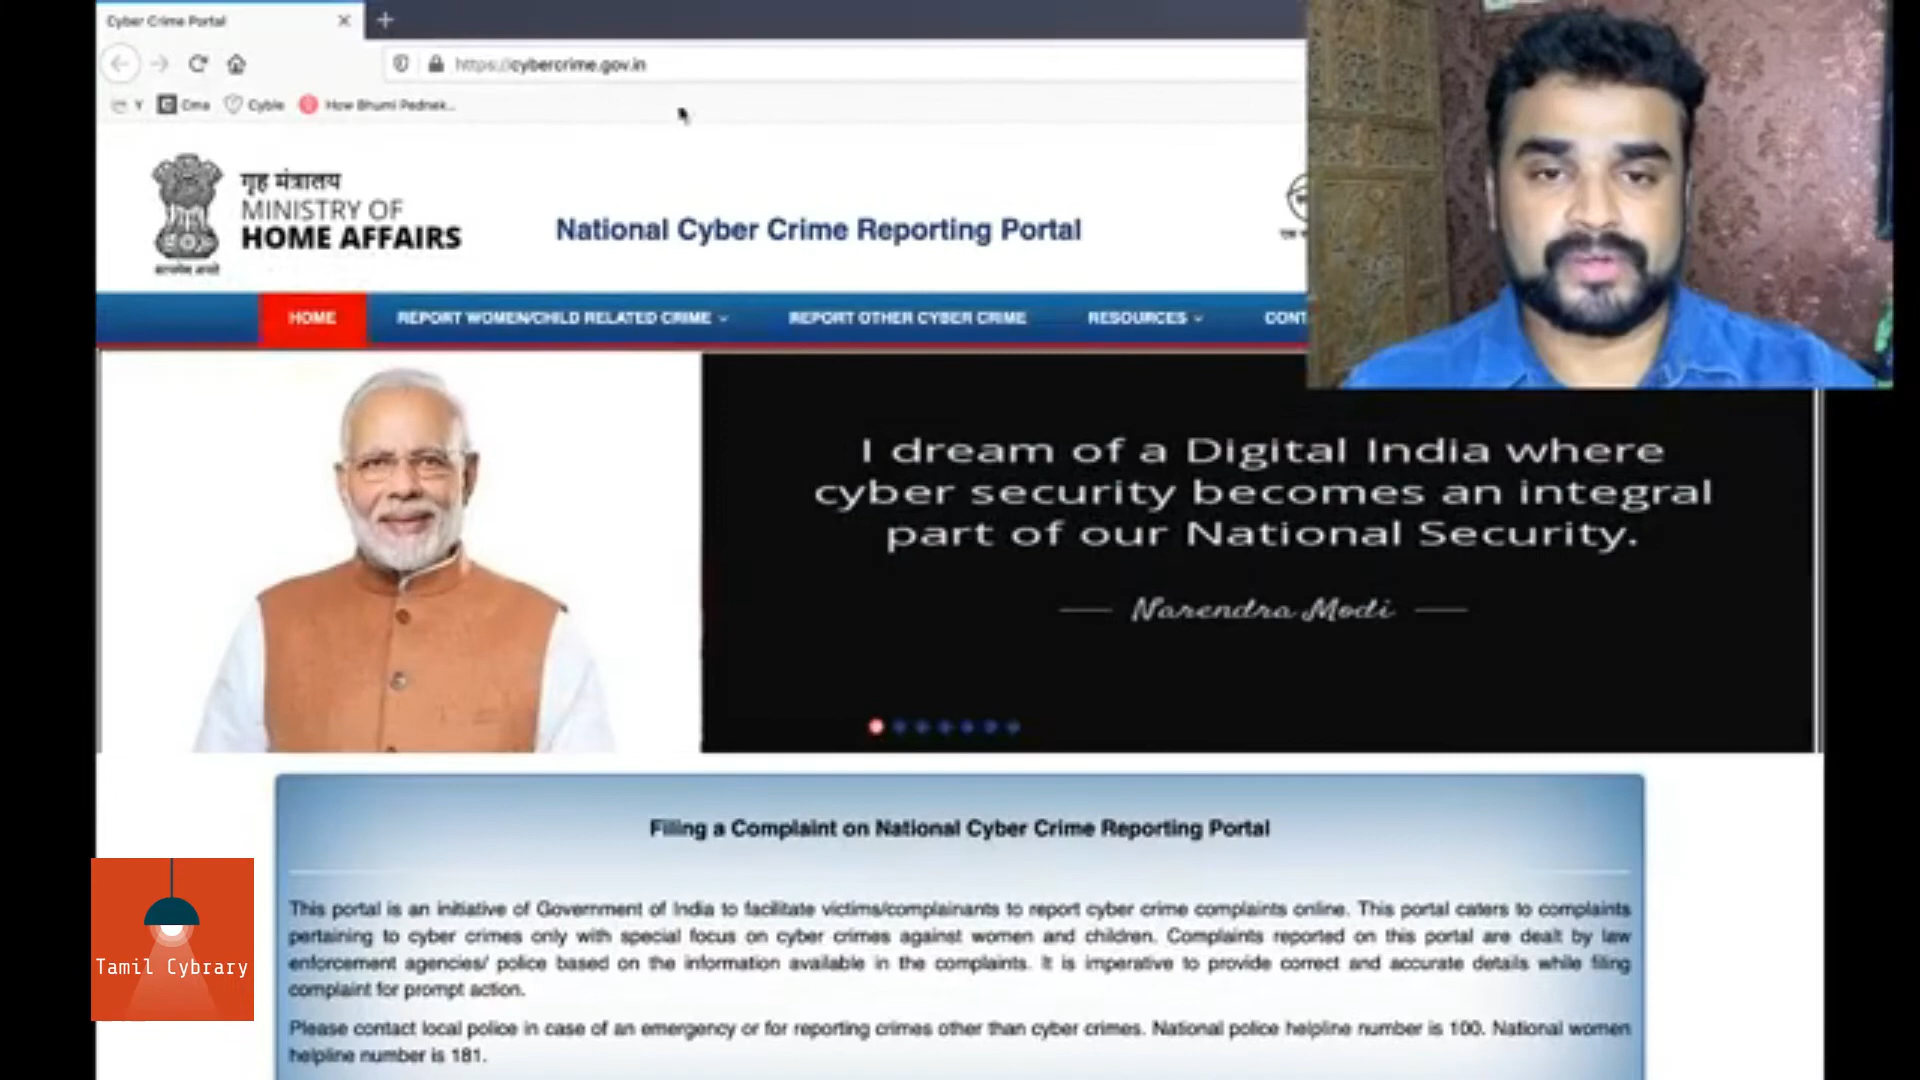 Cyber Crime Portal
https://cybercrime.gov.in
Y Cma Cyble How Bhumi Pednek...
गृह मंत्रालय
MINISTRY OF
HOME AFFAIRS
National Cyber Crime Reporting Portal
HOME REPORT WOMEN/CHILD RELATED CRIME REPORT OTHER CYBER CRIME RESOURCES CONT
I dream of a Digital India where
cyber security becomes an integral
part of our National Security.
Narendra Modi
Filing a Complaint on National Cyber Crime Reporting Portal
This portal is an initiative of Government of India to facilitate victims/complainants to report cyber crime complaints online. This portal caters to complaints
pertaining to cyber crimes only with special focus on cyber crimes against women and children. Complaints reported on this portal are dealt by law
enforcement agencies/ police based on the information available in the complaints. It is imperative to provide correct and accurate details while filing
complaint for prompt action.
Please contact local police in case of an emergency or for reporting crimes other than cyber crimes. National police helpline number is 100. National women
helpline number is 181.
Tamil Cybrary